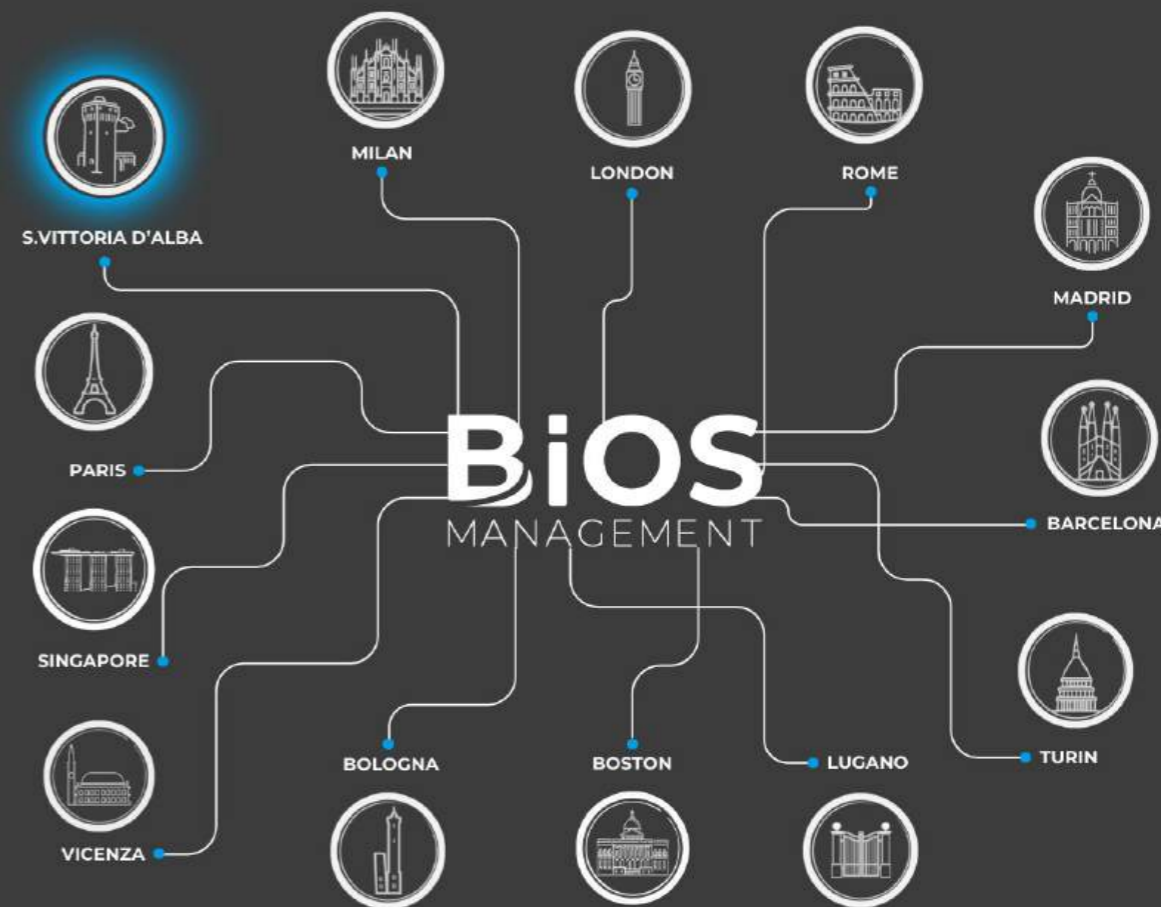 MILAN
LONDON
ROME
S.VITTORIA D'ALBA
MADRID
PARIS
BiOS
MANAGEMENT
BARCELONA
SINGAPORE
BOLOGNA
BOSTON
LUGANO
TURIN
VICENZA